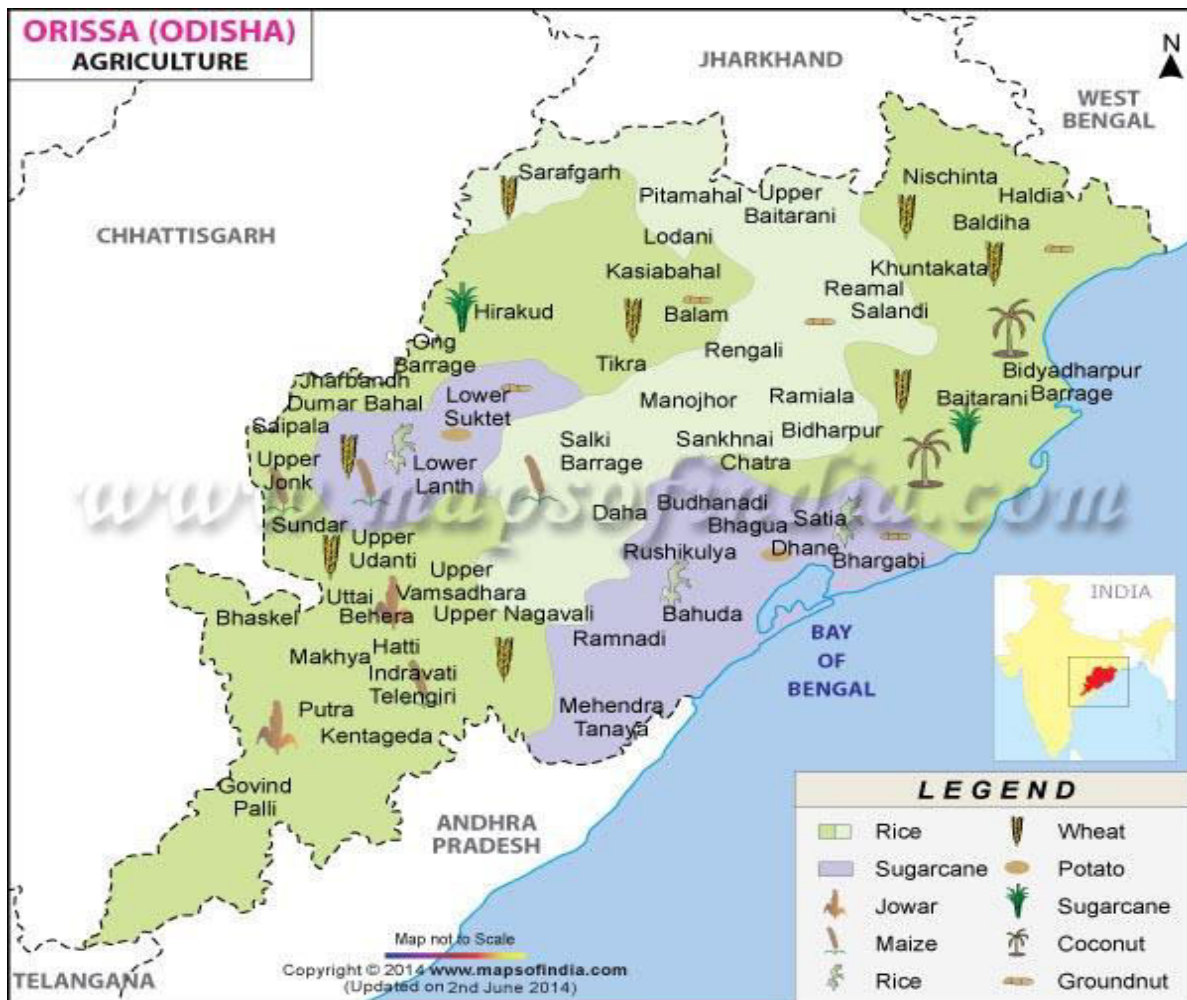 ORISSA (ODISHA)
AGRICULTURE
N
JHARKHAND
WEST
BENGAL
CHHATTISGARH
Sarafgarh
Pitamahal
Upper
Baitarani
Nischinta
Haldia
Baldiha
Lodani
Kasiabahal
Khuntakata
Reamal
Salandi
Hirakud
Balam
Ong
Barrage
Tikra
Rengali
Bidyadharpur
Barrage
Jharbandh
Dumar Bahal
Lower
Suktet
Manojhor
Ramiala
Baitarani
Saipala
Upper
Jonk
Lower
Lanth
Salki
Barrage
Sankhnai
Chatra
Bidharpur
www.mapsofindia.com
Sundar
Upper
Udanti
Daha
Budhanadi
Bhagua
Satia
Dhane
Bhargabi
Rushikulya
Uttai
Behera
Upper
Vamsadhara
Upper Nagavali
Bhaskel
Bahuda
Ramnadi
Makhya
Hatti
Indravati
Telengiri
Putra
Kentageda
Mehendra
Tanaya
Govind
Palli
BAY
OF
BENGAL
INDIA
ANDHRA
PRADESH
TELANGANA
LEGEND
Rice
Wheat
Sugarcane
Potato
Jowar
Sugarcane
Maize
Coconut
Rice
Groundnut
Map not to Scale
Copyright © 2014 www.mapsofindia.com
(Updated on 2nd June 2014)